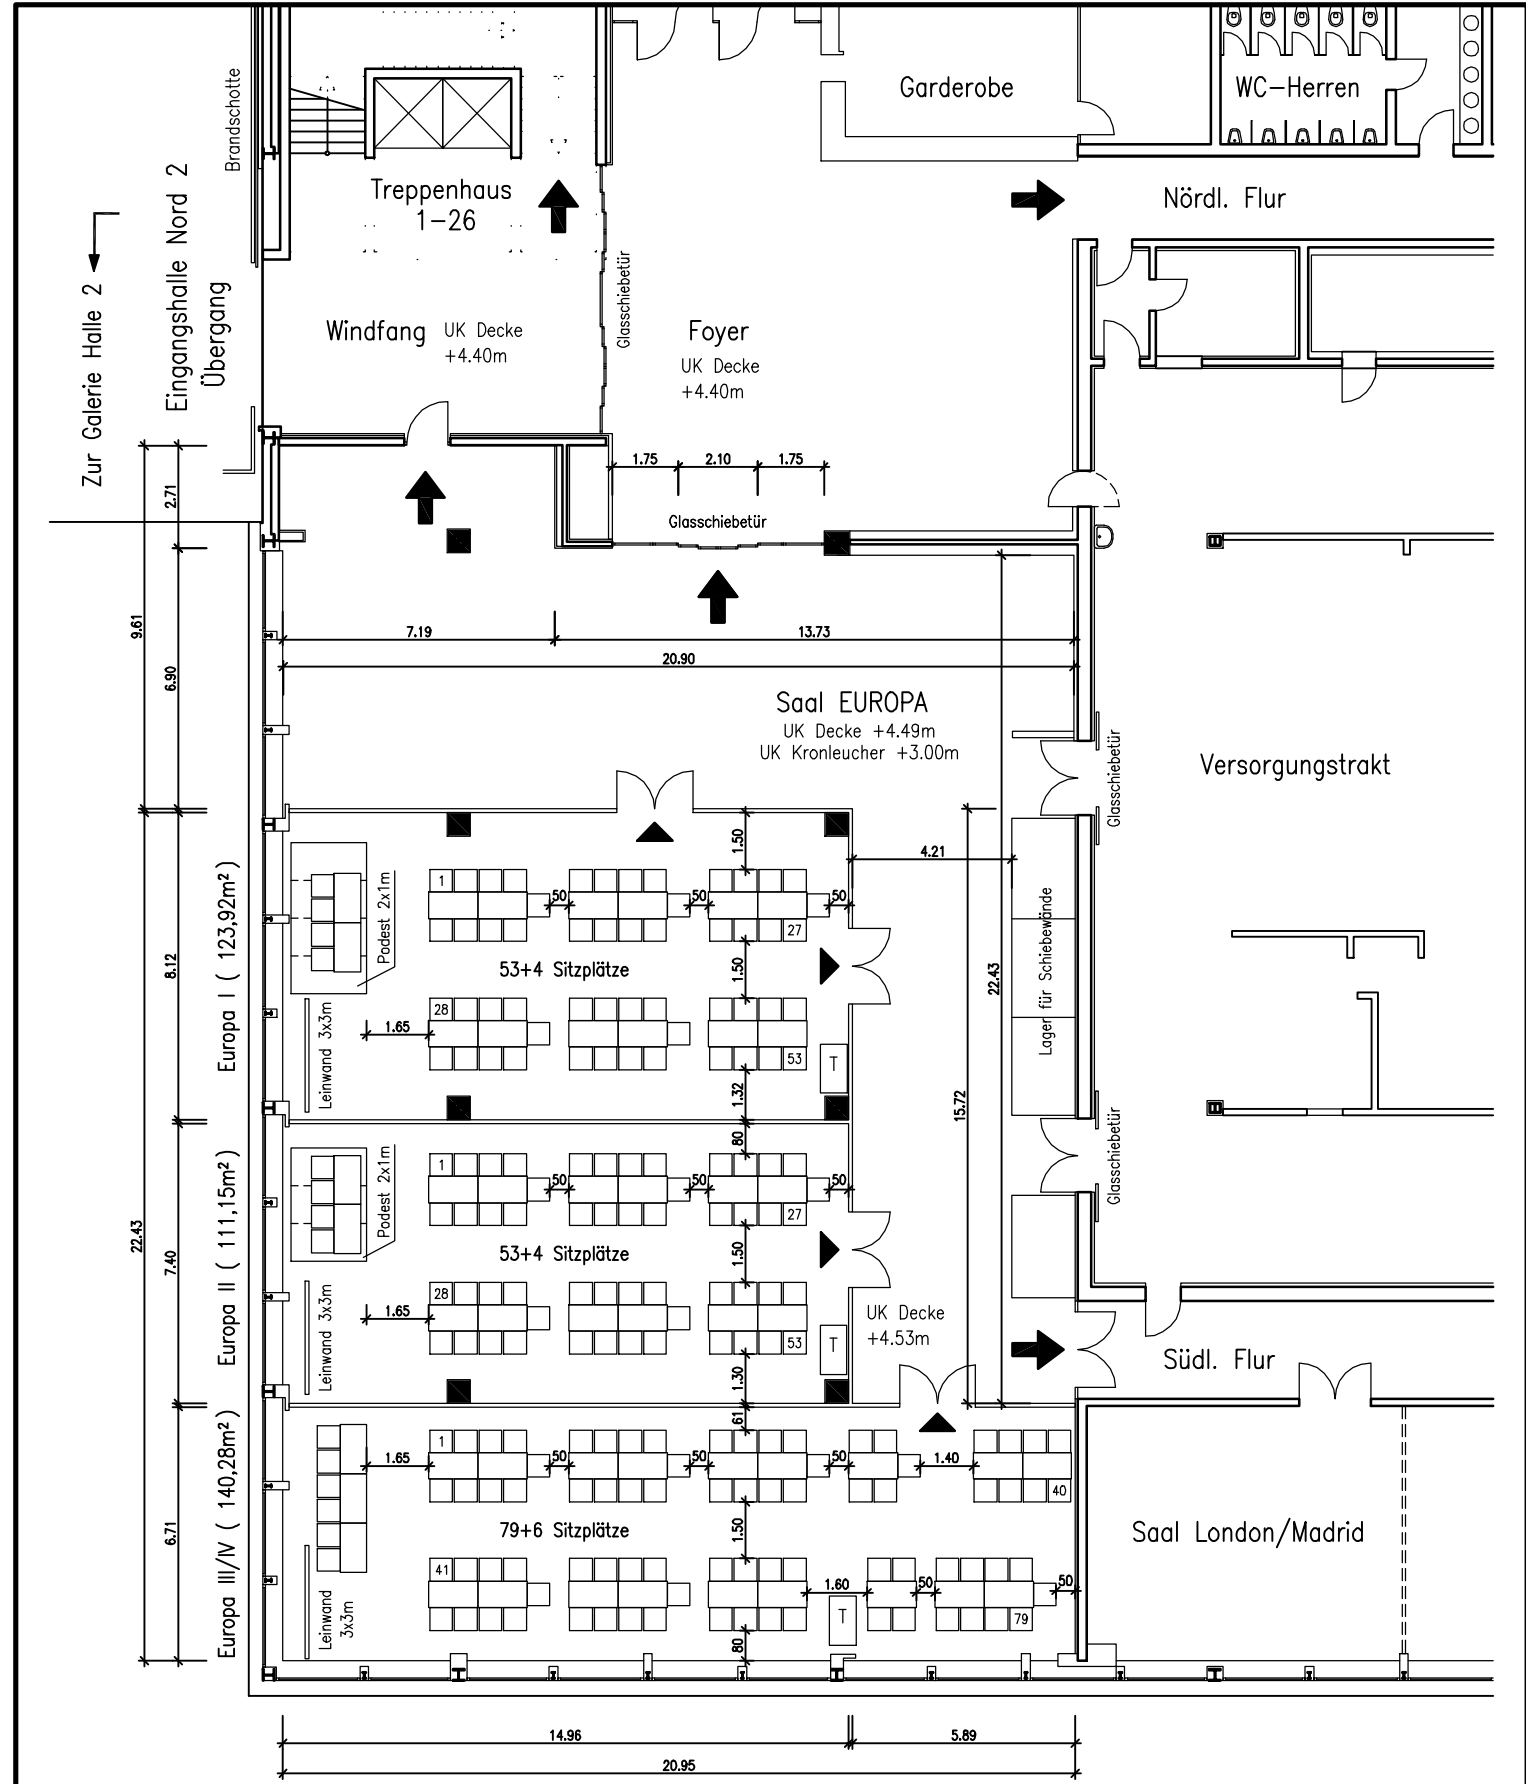 Garderobe
WC-Herren
Brandschotte
Treppenhaus
1-26
Nördl. Flur
Zur Galerie Halle 2
Eingangshalle Nord 2
Übergang
Glasschiebetür
Windfang
UK Decke
+4.40m
Foyer
UK Decke
+4.40m
1.75
2.10
1.75
2.71
Glasschiebetür
9.61
7.19
13.73
20.90
6.90
Saal EUROPA
UK Decke +4.49m
UK Kronleucher +3.00m
Glasschiebetür
Versorgungstrakt
1.50
4.21
Europa I ( 123,92m²)
8.12
Podest 2x1m
1
50
50
50
27
53+4 Sitzplätze
1.50
22.43
Lager für Schiebewände
Leinwand 3x3m
28
1.65
53
T
1.32
15.72
Glasschiebetür
80
22.43
Europa II ( 111,15m²)
7.40
Podest 2x1m
1
50
50
50
27
53+4 Sitzplätze
1.50
Leinwand 3x3m
28
1.65
53
T
1.30
UK Decke
+4.53m
Südl. Flur
61
Europa III/IV ( 140,28m²)
6.71
1.65
1
50
50
50
1.40
40
79+6 Sitzplätze
1.50
Saal London/Madrid
Leinwand
3x3m
41
1.60
T
50
50
79
80
14.96
5.89
20.95